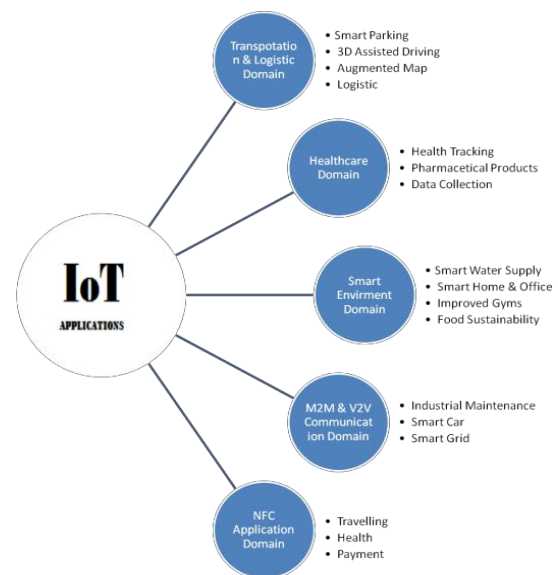 Transpotatio
n & Logistic
Domain
• Smart Parking
• 3D Assisted Driving
• Augmented Map
• Logistic
Healthcare
Domain
• Health Tracking
• Pharmacetical Products
• Data Collection
IoT
APPLICATIONS
Smart
Envirment
Domain
• Smart Water Supply
• Smart Home & Office
• Improved Gyms
• Food Sustainability
M2M & V2V
Communicat
ion Domain
• Industrial Maintenance
• Smart Car
• Smart Grid
NFC
Application
Domain
• Travelling
• Health
• Payment